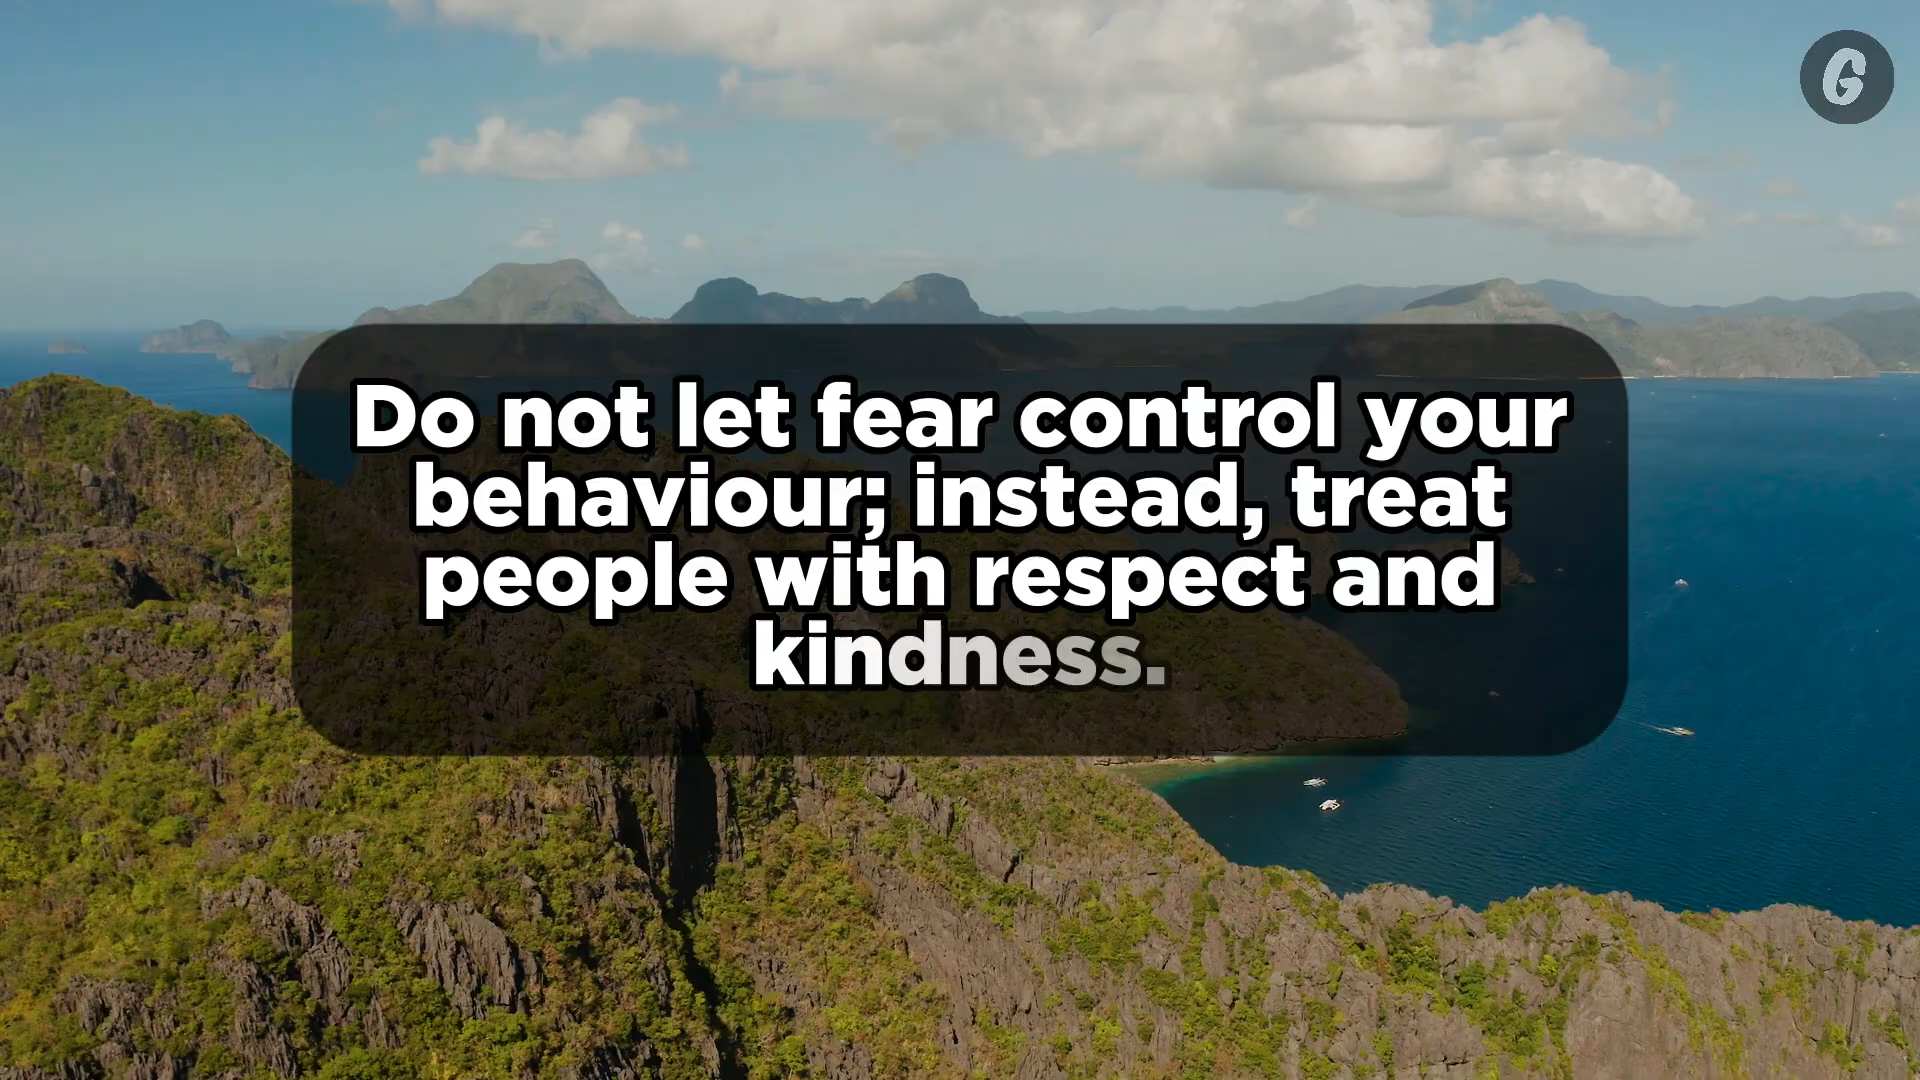 G
Do not let fear control your
behaviour; instead, treat
people with respect and
kindness.